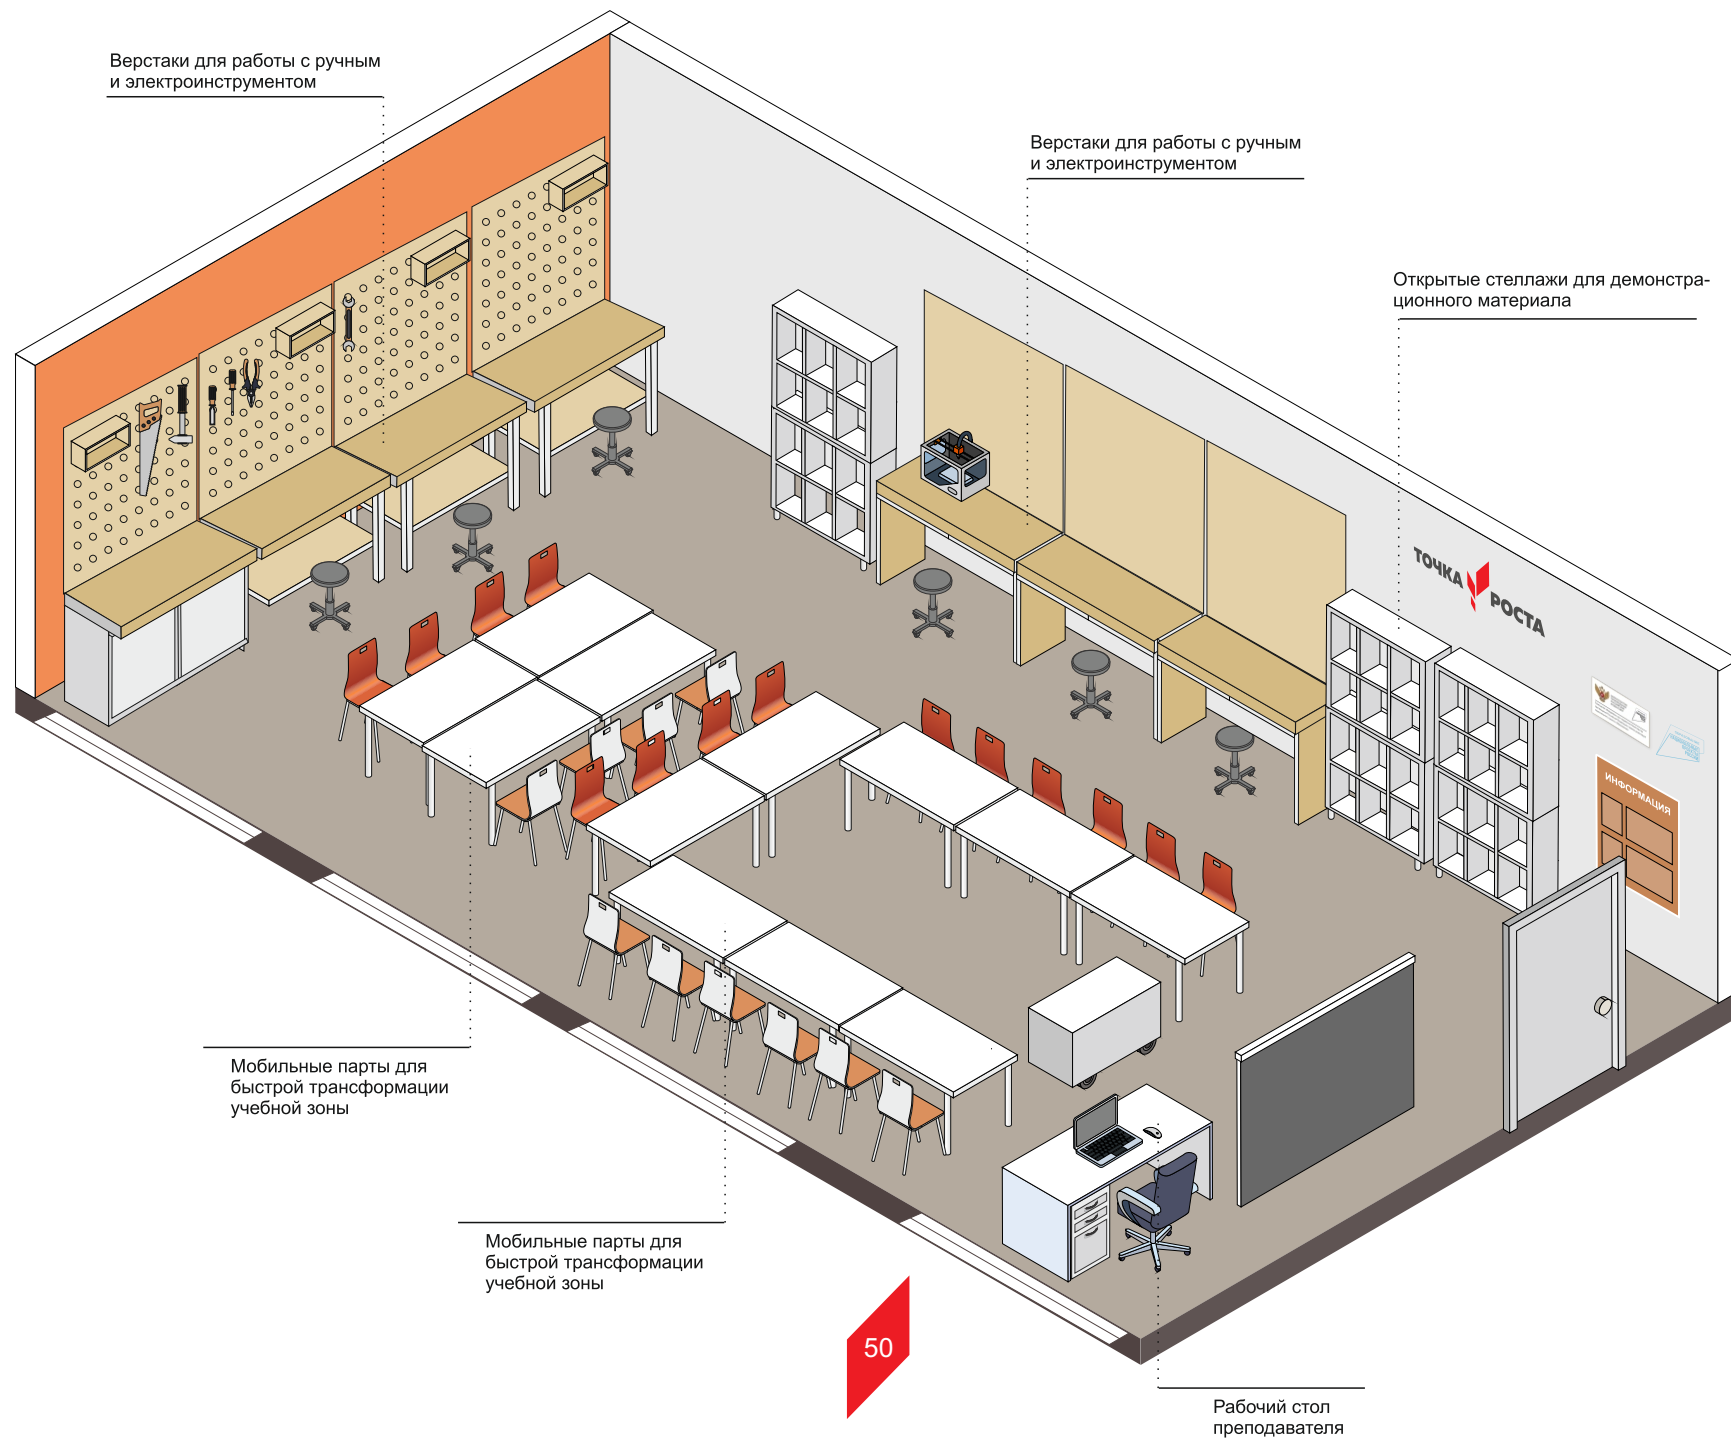 Верстаки для работы с ручным
и электроинструментом
Верстаки для работы с ручным
и электроинструментом
Открытые стеллажи для демонстра-
ционного материала
ТОЧКА
РОСТА
ИНФОРМАЦИЯ
Мобильные парты для
быстрой трансформации
учебной зоны
Мобильные парты для
быстрой трансформации
учебной зоны
50
Рабочий стол
преподавателя